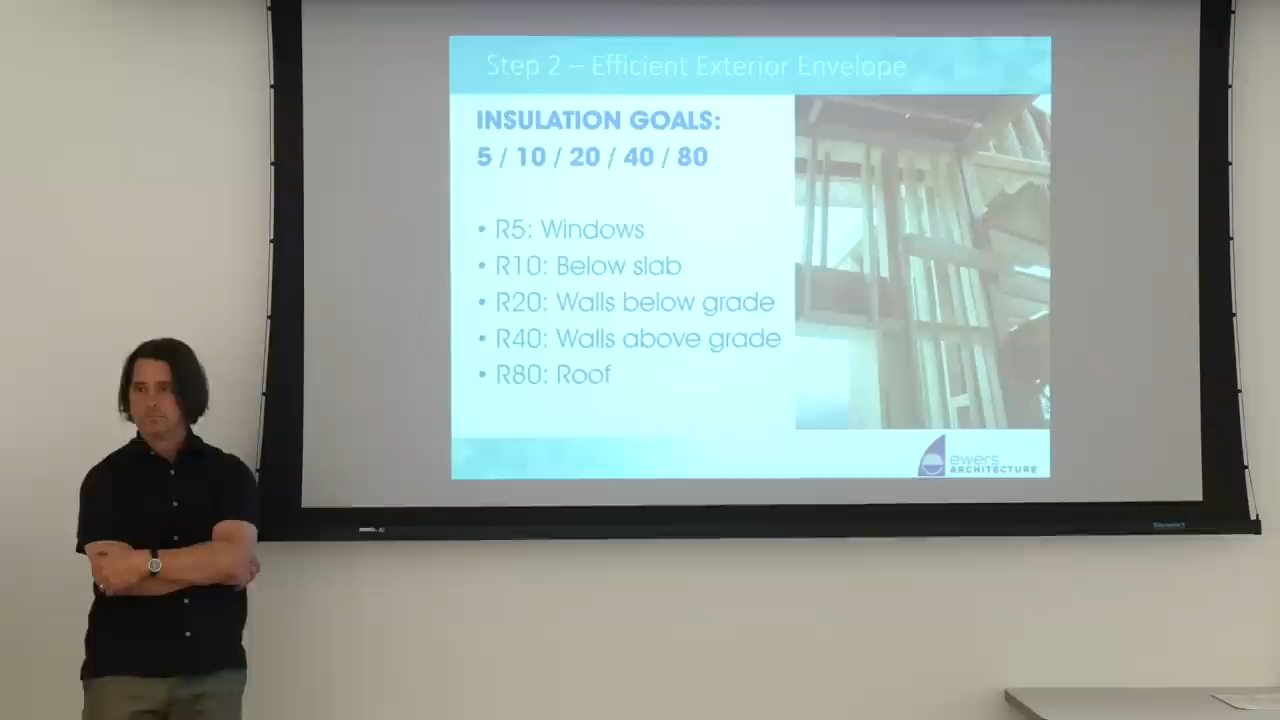 Step 2 – Efficient Exterior Envelope
INSULATION GOALS:
5 / 10 / 20 / 40 / 80
• R5: Windows
• R10: Below slab
• R20: Walls below grade
• R40: Walls above grade
• R80: Roof
ewers
ARCHITECTURE